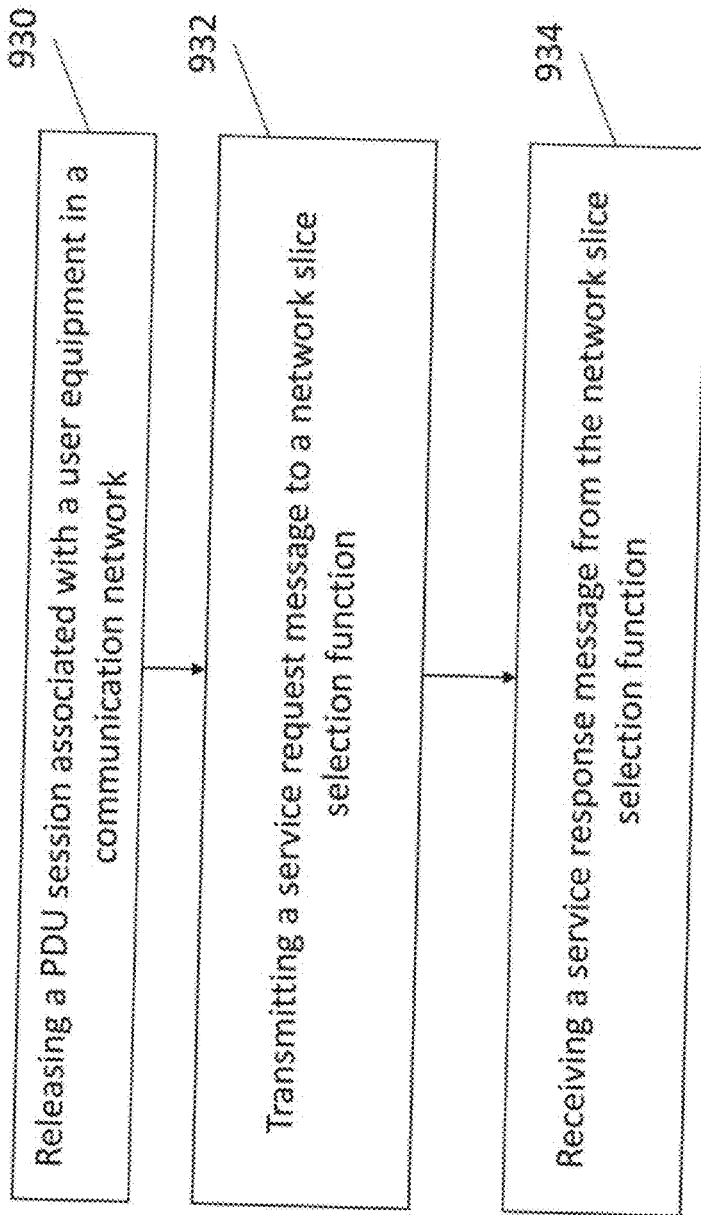 930
Releasing a PDU session associated with a user equipment in a
communication network
932
Transmitting a service request message to a network slice
selection function
934
Receiving a service response message from the network slice
selection function